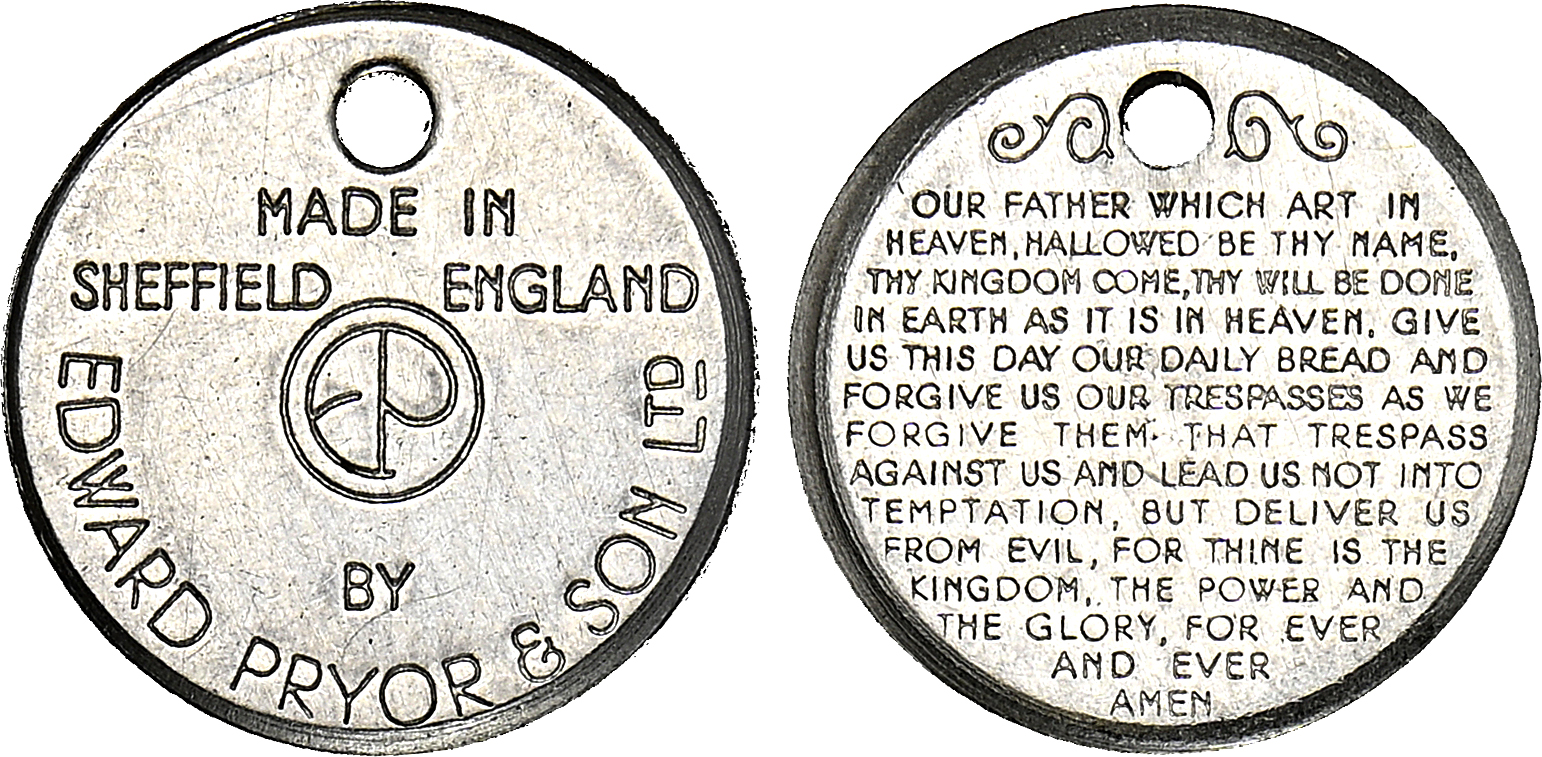 MADE IN
SHEFFIELD ENGLAND
EP
BY
EDWARD PRYOR & SON LTD
OUR FATHER WHICH ART IN
HEAVEN, HALLOWED BE THY NAME,
THY KINGDOM COME, THY WILL BE DONE
IN EARTH AS IT IS IN HEAVEN. GIVE
US THIS DAY OUR DAILY BREAD AND
FORGIVE US OUR TRESPASSES AS WE
FORGIVE THEM THAT TRESPASS
AGAINST US AND LEAD US NOT INTO
TEMPTATION, BUT DELIVER US
FROM EVIL, FOR THINE IS THE
KINGDOM, THE POWER AND
THE GLORY, FOR EVER
AND EVER
AMEN